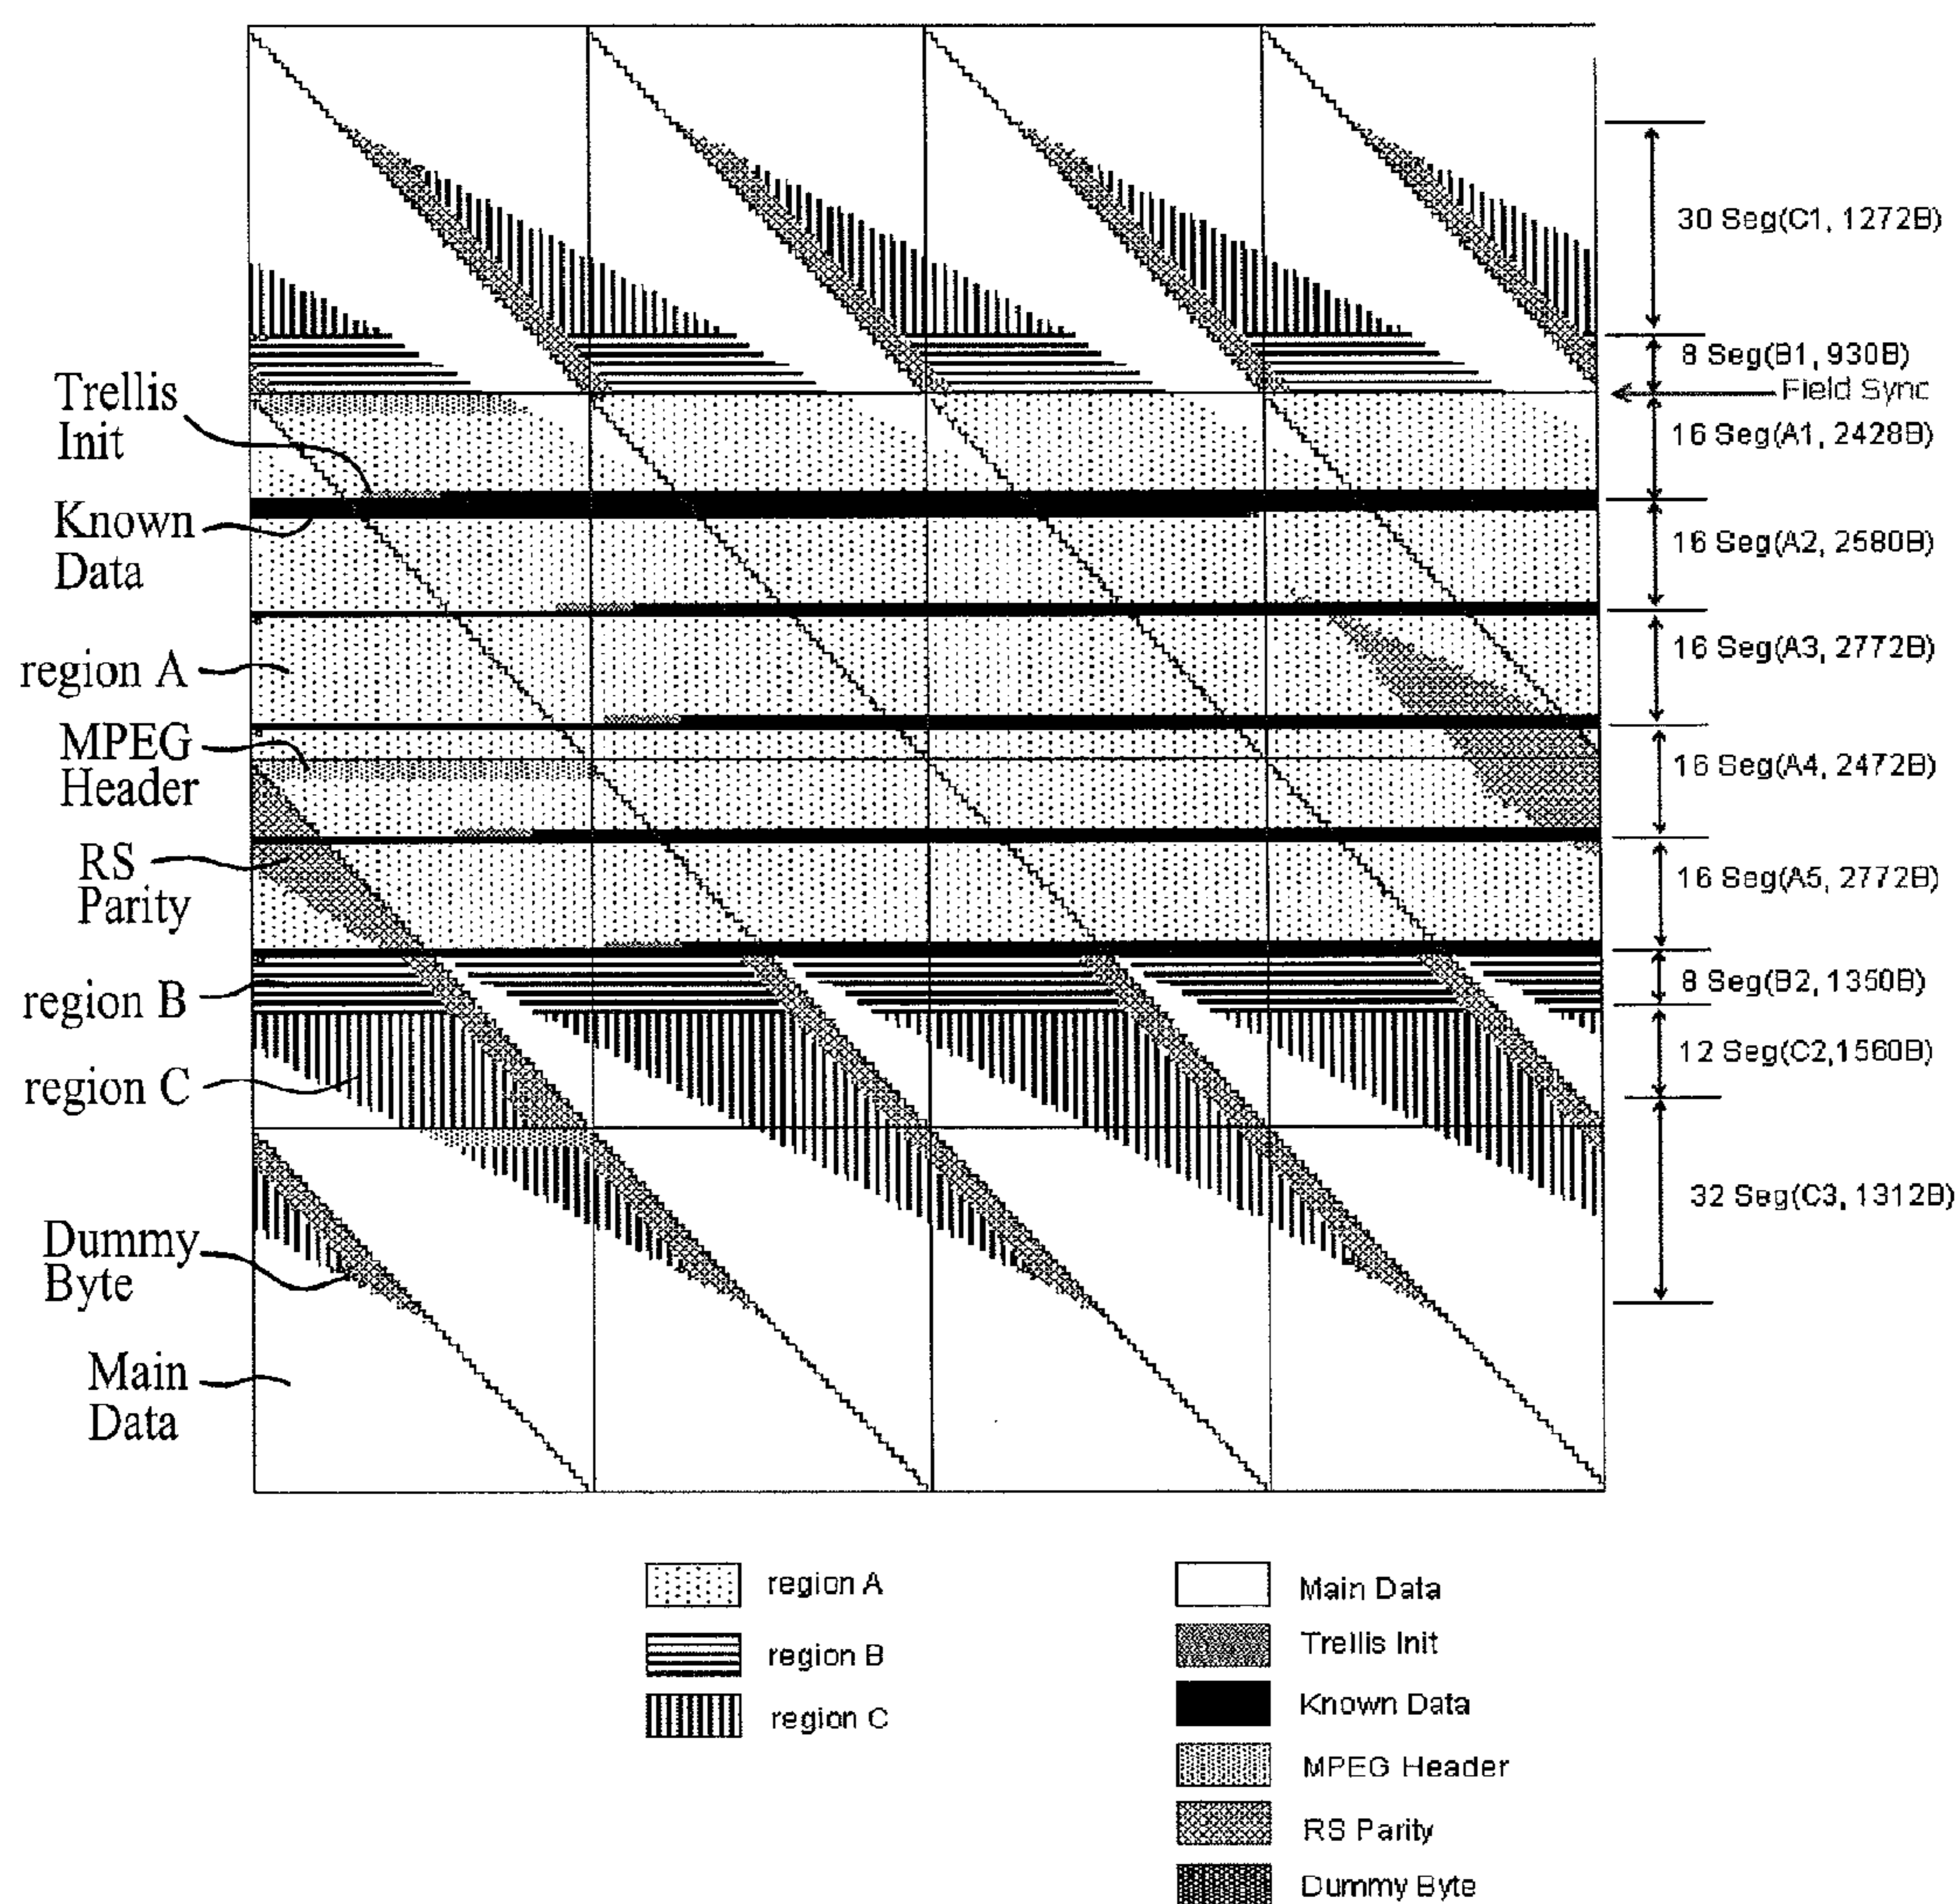 30 Seg(C1, 1272B)
8 Seg(B1, 930B)
Field Sync
16 Seg(A1, 2428B)
16 Seg(A2, 2580B)
16 Seg(A3, 2772B)
16 Seg(A4, 2472B)
16 Seg(A5, 2772B)
8 Seg(B2, 1350B)
12 Seg(C2,1560B)
32 Seg(C3, 1312B)
Trellis
Init
Known
Data
region A
MPEG
Header
RS
Parity
region B
region C
Dummy
Byte
Main
Data
region A
region B
region C
Main Data
Trellis Init
Known Data
MPEG Header
RS Parity
Dummy Byte